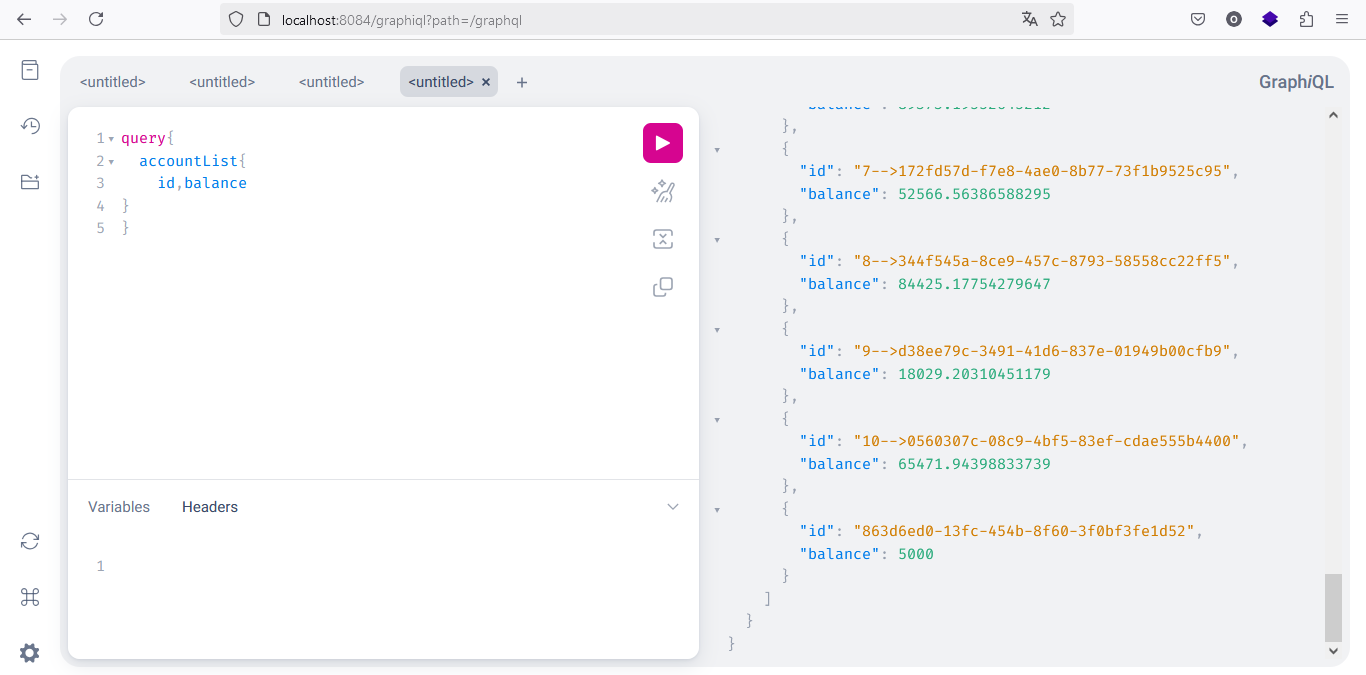 localhost:8084/graphiql?path=/graphql
<untitled>
<untitled>
<untitled>
<untitled> ×
+
GraphiQL
1 query{
2 accountList{
3 id,balance
4 }
5 }
Variables
Headers
1
},
{
"id": "7-->172fd57d-f7e8-4ae0-8b77-73f1b9525c95",
"balance": 52566.56386588295
},
{
"id": "8-->344f545a-8ce9-457c-8793-58558cc22ff5",
"balance": 84425.17754279647
},
{
"id": "9-->d38ee79c-3491-41d6-837e-01949b00cfb9",
"balance": 18029.20310451179
},
{
"id": "10-->0560307c-08c9-4bf5-83ef-cdae555b4400",
"balance": 65471.94398833739
},
{
"id": "863d6ed0-13fc-454b-8f60-3f0bf3fe1d52",
"balance": 5000
}
]
}
}